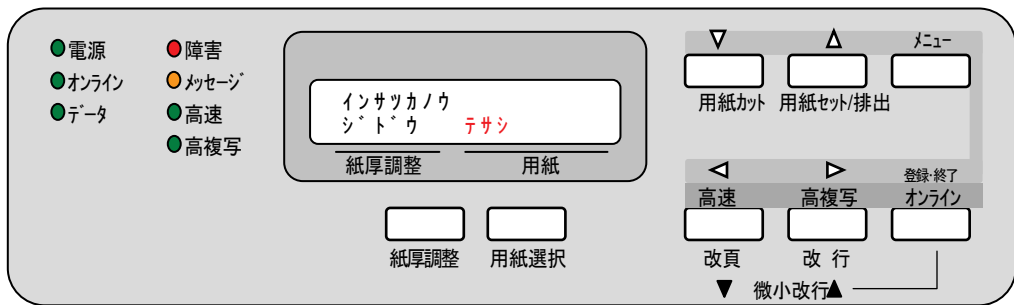 電源
オンライン
データ
障害
メッセージ
高速
高複写
インサツカノウ
ジドウ テサシ
紙厚調整 用紙
紙厚調整 用紙選択
メニュー
用紙カット 用紙セット/排出
登録・終了
高速 高複写 オンライン
改頁 改 行
▼ 微小改行▲